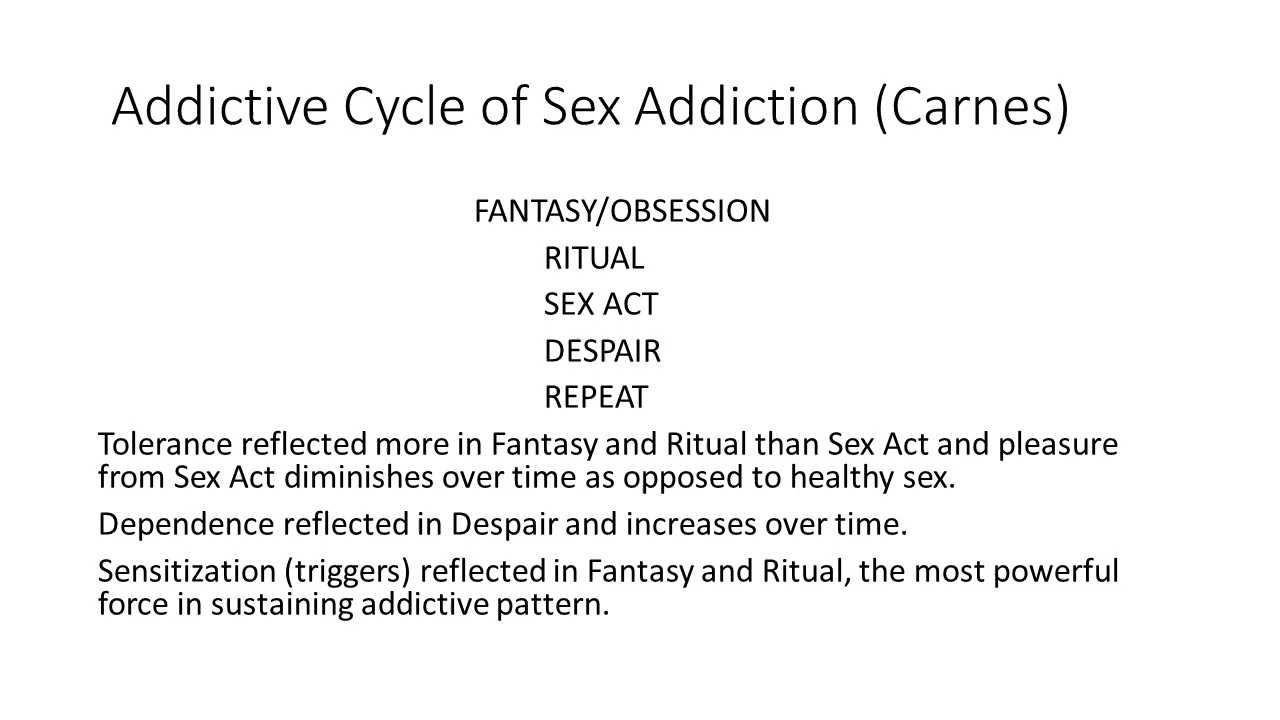 Addictive Cycle of Sex Addiction (Carnes)
FANTASY/OBSESSION
RITUAL
SEX ACT
DESPAIR
REPEAT
Tolerance reflected more in Fantasy and Ritual than Sex Act and pleasure
from Sex Act diminishes over time as opposed to healthy sex.
Dependence reflected in Despair and increases over time.
Sensitization (triggers) reflected in Fantasy and Ritual, the most powerful
force in sustaining addictive pattern.